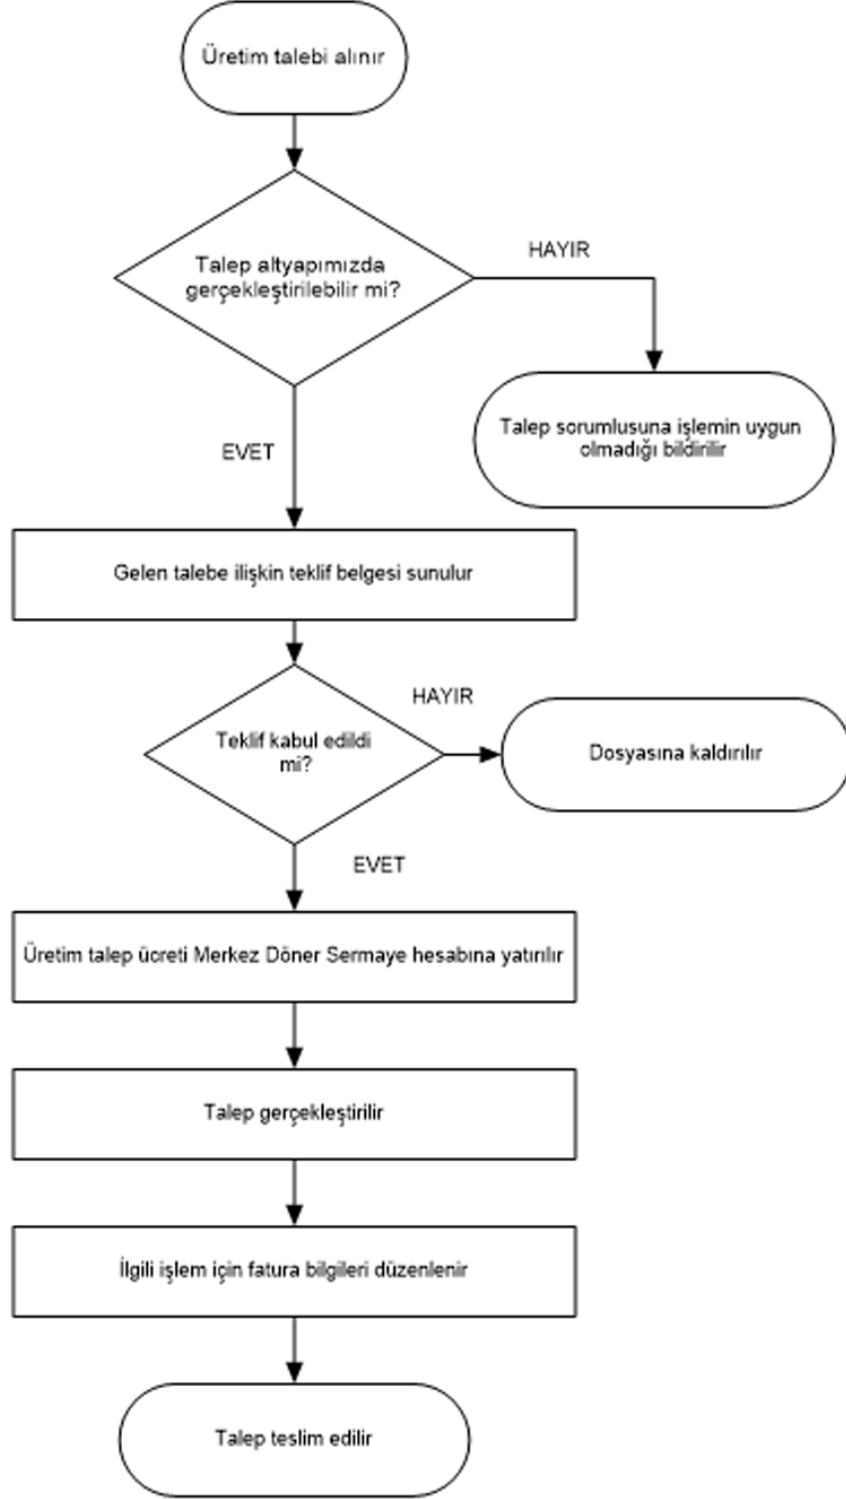 Üretim talebi alınır
Talep altyapımızda
gerçekleştirilebilir mi?
HAYIR
Talep sorumlusuna işlemin uygun
olmadığı bildirilir
EVET
Gelen talebe ilişkin teklif belgesi sunulur
Teklif kabul edildi
mi?
HAYIR
Dosyasına kaldırılır
EVET
Üretim talep ücreti Merkez Döner Sermaye hesabına yatırılır
Talep gerçekleştirilir
İlgili işlem için fatura bilgileri düzenlenir
Talep teslim edilir